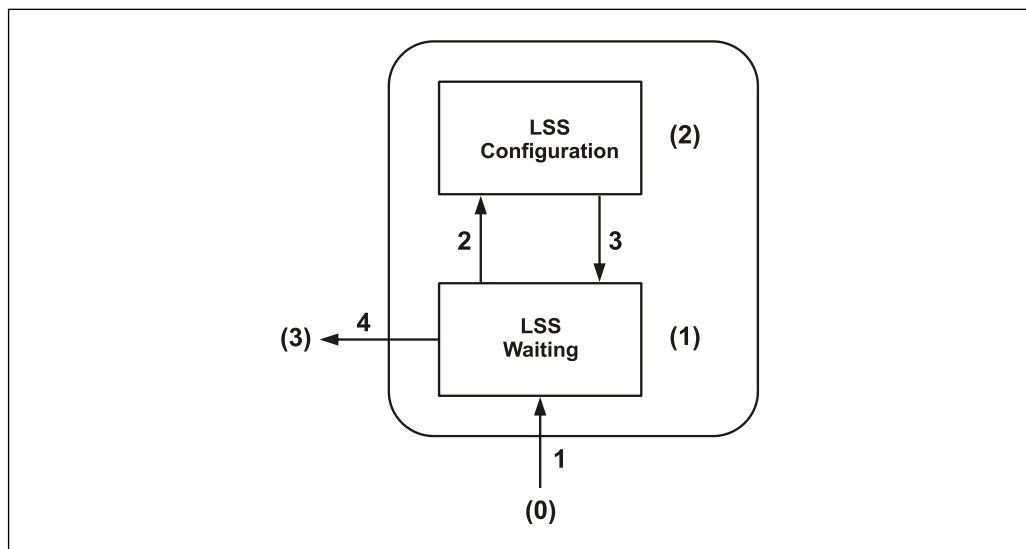 LSS
Configuration
(2)
2
3
(3)
4
LSS
Waiting
(1)
1
(0)